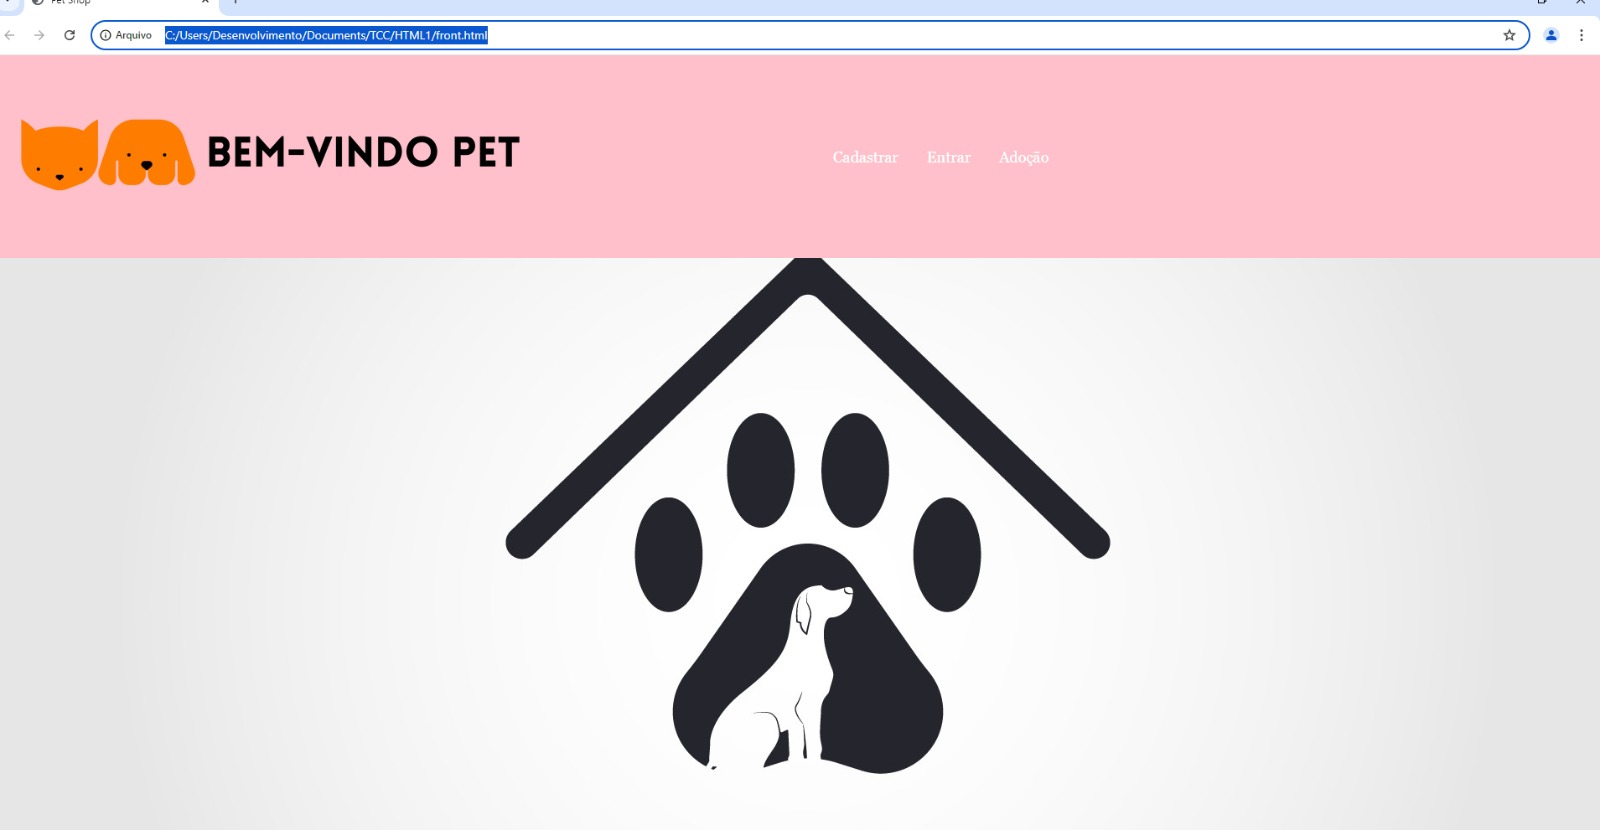 Pet Shop
Arquivo C:/Users/Desenvolvimento/Documents/TCC/HTML1/front.html
BEM-VINDO PET
Cadastrar Entrar Adoção